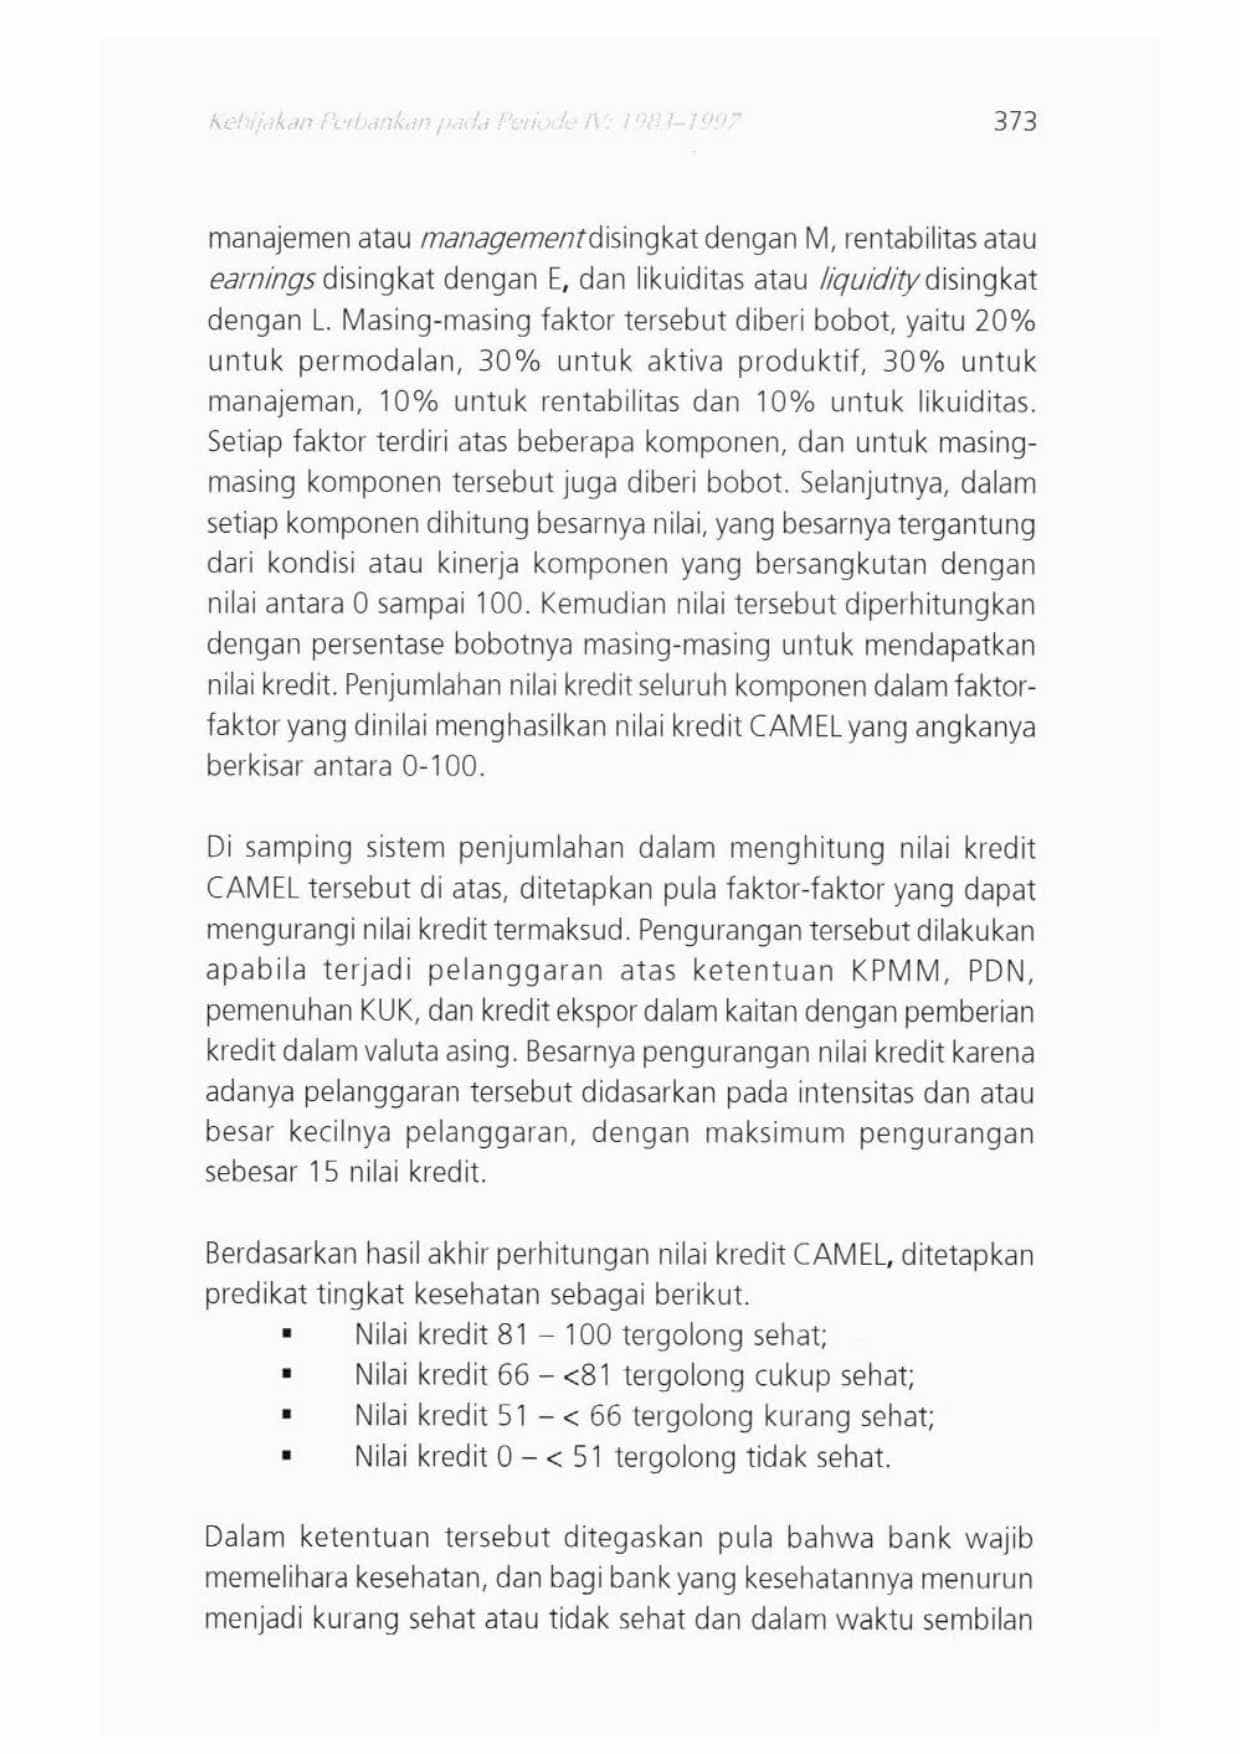 Kebijakan Perbankan pada Periode IV: 1983–1997 373
manajemen atau management disingkat dengan M, rentabilitas atau
earnings disingkat dengan E, dan likuiditas atau liquidity disingkat
dengan L. Masing-masing faktor tersebut diberi bobot, yaitu 20%
untuk permodalan, 30% untuk aktiva produktif, 30% untuk
manajeman, 10% untuk rentabilitas dan 10% untuk likuiditas.
Setiap faktor terdiri atas beberapa komponen, dan untuk masing-
masing komponen tersebut juga diberi bobot. Selanjutnya, dalam
setiap komponen dihitung besarnya nilai, yang besarnya tergantung
dari kondisi atau kinerja komponen yang bersangkutan dengan
nilai antara 0 sampai 100. Kemudian nilai tersebut diperhitungkan
dengan persentase bobotnya masing-masing untuk mendapatkan
nilai kredit. Penjumlahan nilai kredit seluruh komponen dalam faktor-
faktor yang dinilai menghasilkan nilai kredit CAMEL yang angkanya
berkisar antara 0-100.
Di samping sistem penjumlahan dalam menghitung nilai kredit
CAMEL tersebut di atas, ditetapkan pula faktor-faktor yang dapat
mengurangi nilai kredit termaksud. Pengurangan tersebut dilakukan
apabila terjadi pelanggaran atas ketentuan KPMM, PDN,
pemenuhan KUK, dan kredit ekspor dalam kaitan dengan pemberian
kredit dalam valuta asing. Besarnya pengurangan nilai kredit karena
adanya pelanggaran tersebut didasarkan pada intensitas dan atau
besar kecilnya pelanggaran, dengan maksimum pengurangan
sebesar 15 nilai kredit.
Berdasarkan hasil akhir perhitungan nilai kredit CAMEL, ditetapkan
predikat tingkat kesehatan sebagai berikut.
▪ Nilai kredit 81 – 100 tergolong sehat;
▪ Nilai kredit 66 – <81 tergolong cukup sehat;
▪ Nilai kredit 51 – < 66 tergolong kurang sehat;
▪ Nilai kredit 0 – < 51 tergolong tidak sehat.
Dalam ketentuan tersebut ditegaskan pula bahwa bank wajib
memelihara kesehatan, dan bagi bank yang kesehatannya menurun
menjadi kurang sehat atau tidak sehat dan dalam waktu sembilan